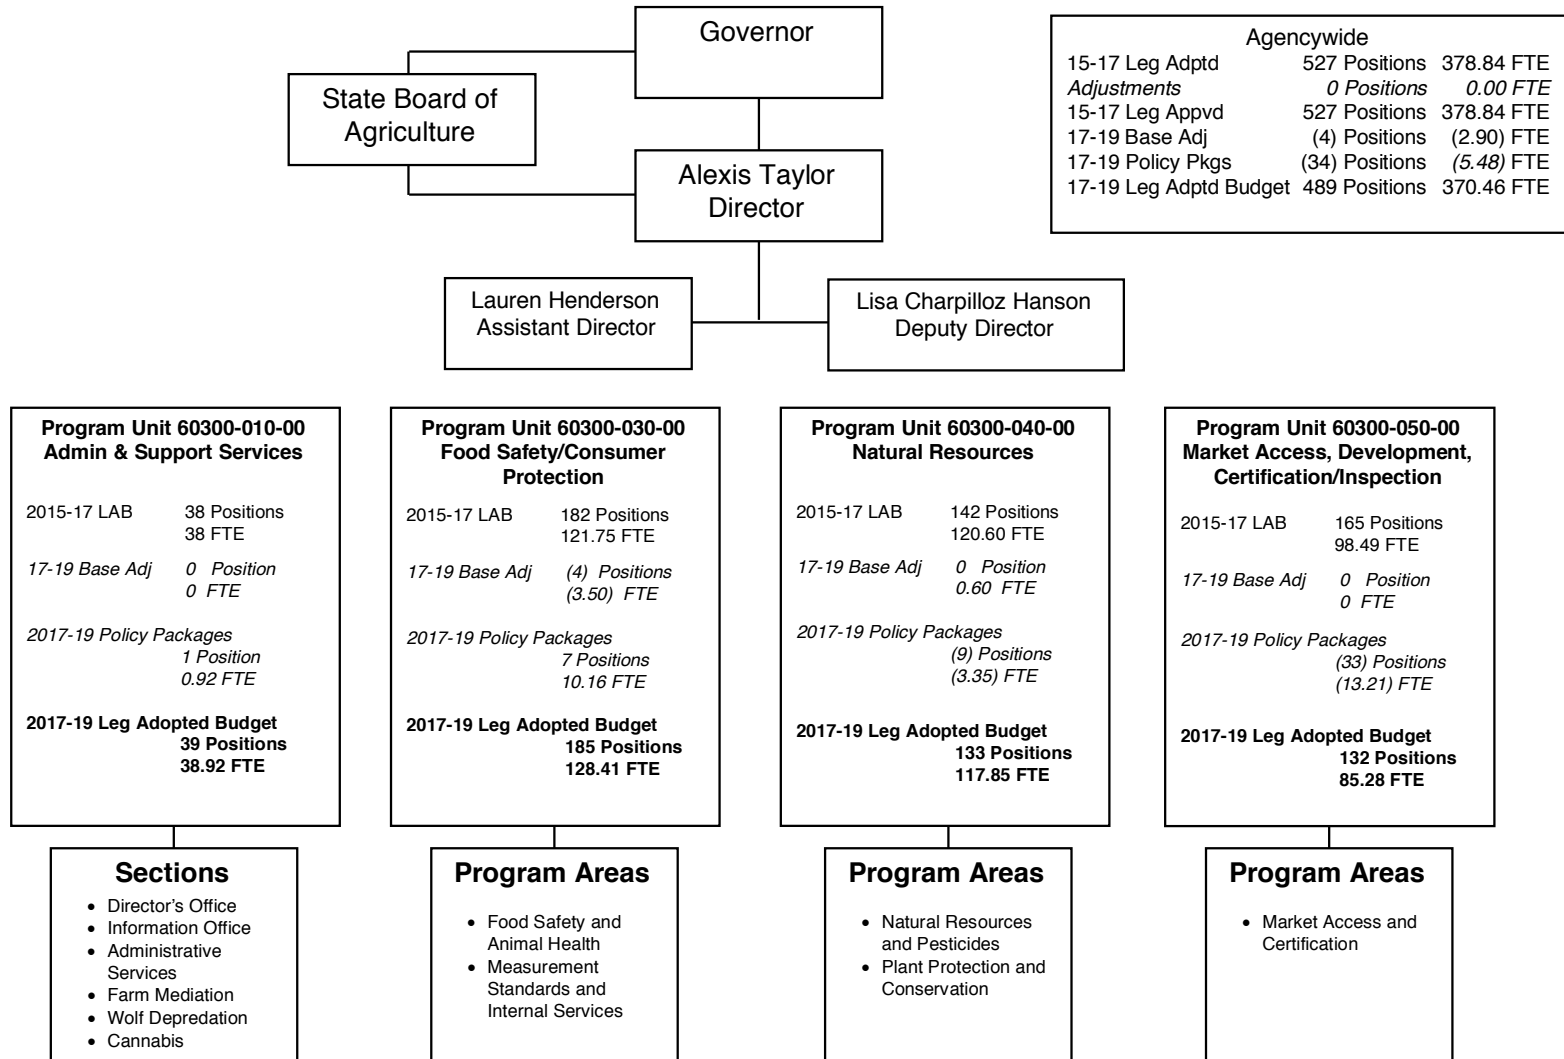 Governor
State Board of
Agriculture
Alexis Taylor
Director
Agencywide
15-17 Leg Adptd 527 Positions 378.84 FTE
Adjustments 0 Positions 0.00 FTE
15-17 Leg Appvd 527 Positions 378.84 FTE
17-19 Base Adj (4) Positions (2.90) FTE
17-19 Policy Pkgs (34) Positions (5.48) FTE
17-19 Leg Adptd Budget 489 Positions 370.46 FTE
Lauren Henderson
Assistant Director
Lisa Charpilloz Hanson
Deputy Director
Program Unit 60300-010-00
Admin & Support Services
2015-17 LAB 38 Positions
38 FTE
17-19 Base Adj 0 Position
0 FTE
2017-19 Policy Packages
1 Position
0.92 FTE
2017-19 Leg Adopted Budget
39 Positions
38.92 FTE
Program Unit 60300-030-00
Food Safety/Consumer
Protection
2015-17 LAB 182 Positions
121.75 FTE
17-19 Base Adj (4) Positions
(3.50) FTE
2017-19 Policy Packages
7 Positions
10.16 FTE
2017-19 Leg Adopted Budget
185 Positions
128.41 FTE
Program Unit 60300-040-00
Natural Resources
2015-17 LAB 142 Positions
120.60 FTE
17-19 Base Adj 0 Position
0.60 FTE
2017-19 Policy Packages
(9) Positions
(3.35) FTE
2017-19 Leg Adopted Budget
133 Positions
117.85 FTE
Program Unit 60300-050-00
Market Access, Development,
Certification/Inspection
2015-17 LAB 165 Positions
98.49 FTE
17-19 Base Adj 0 Position
0 FTE
2017-19 Policy Packages
(33) Positions
(13.21) FTE
2017-19 Leg Adopted Budget
132 Positions
85.28 FTE
Sections
• Director's Office
• Information Office
• Administrative
Services
• Farm Mediation
• Wolf Depredation
• Cannabis
Program Areas
• Food Safety and
Animal Health
• Measurement
Standards and
Internal Services
Program Areas
• Natural Resources
and Pesticides
• Plant Protection and
Conservation
Program Areas
• Market Access and
Certification